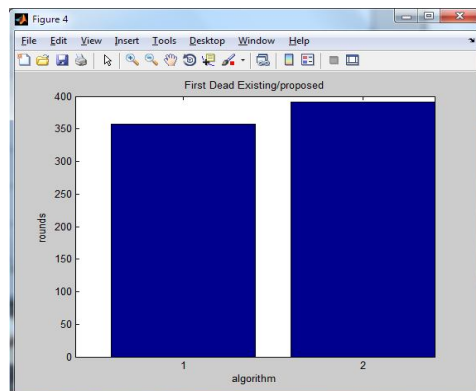 Figure 4
File Edit View Insert Tools Desktop Window Help
First Dead Existing/proposed
400
350
300
250
200
150
100
50
0
rounds
1 2
algorithm